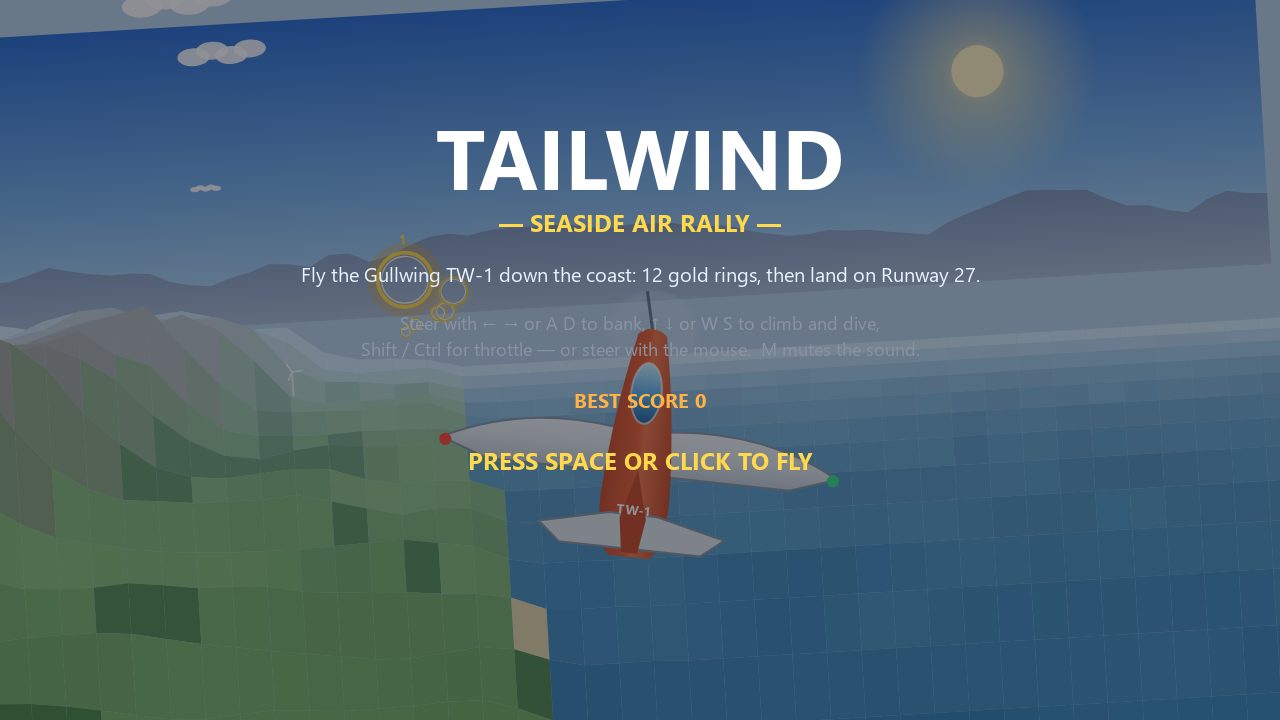 TAILWIND
— SEASIDE AIR RALLY —
1
Fly the Gullwing TW-1 down the coast: 12 gold rings, then land on Runway 27.
Steer with ← → or A D to bank, ↑ ↓ or W S to climb and dive,
Shift / Ctrl for throttle — or steer with the mouse. M mutes the sound.
BEST SCORE 0
PRESS SPACE OR CLICK TO FLY
TW-1